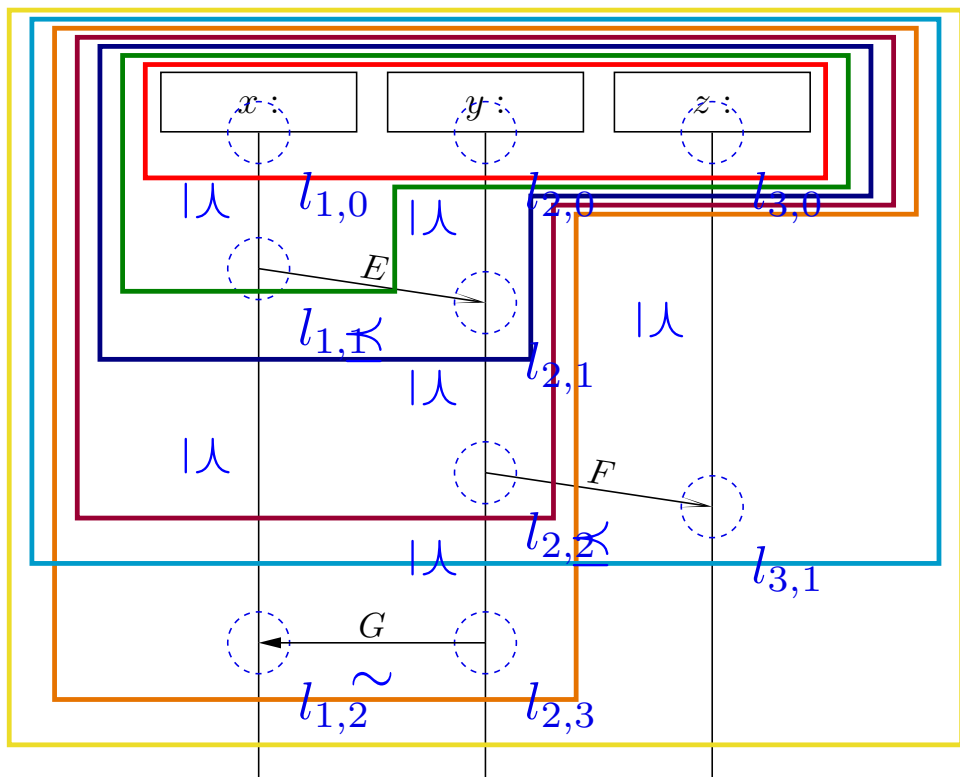 x : y : z :
l1,0 l2,0 l3,0
⪯ ⪯
E
l1,1 ⪯ ⪯
l2,1
⪯
⪯ F
l2,2 ⪯
⪯ l3,1
G
∼
l1,2 l2,3